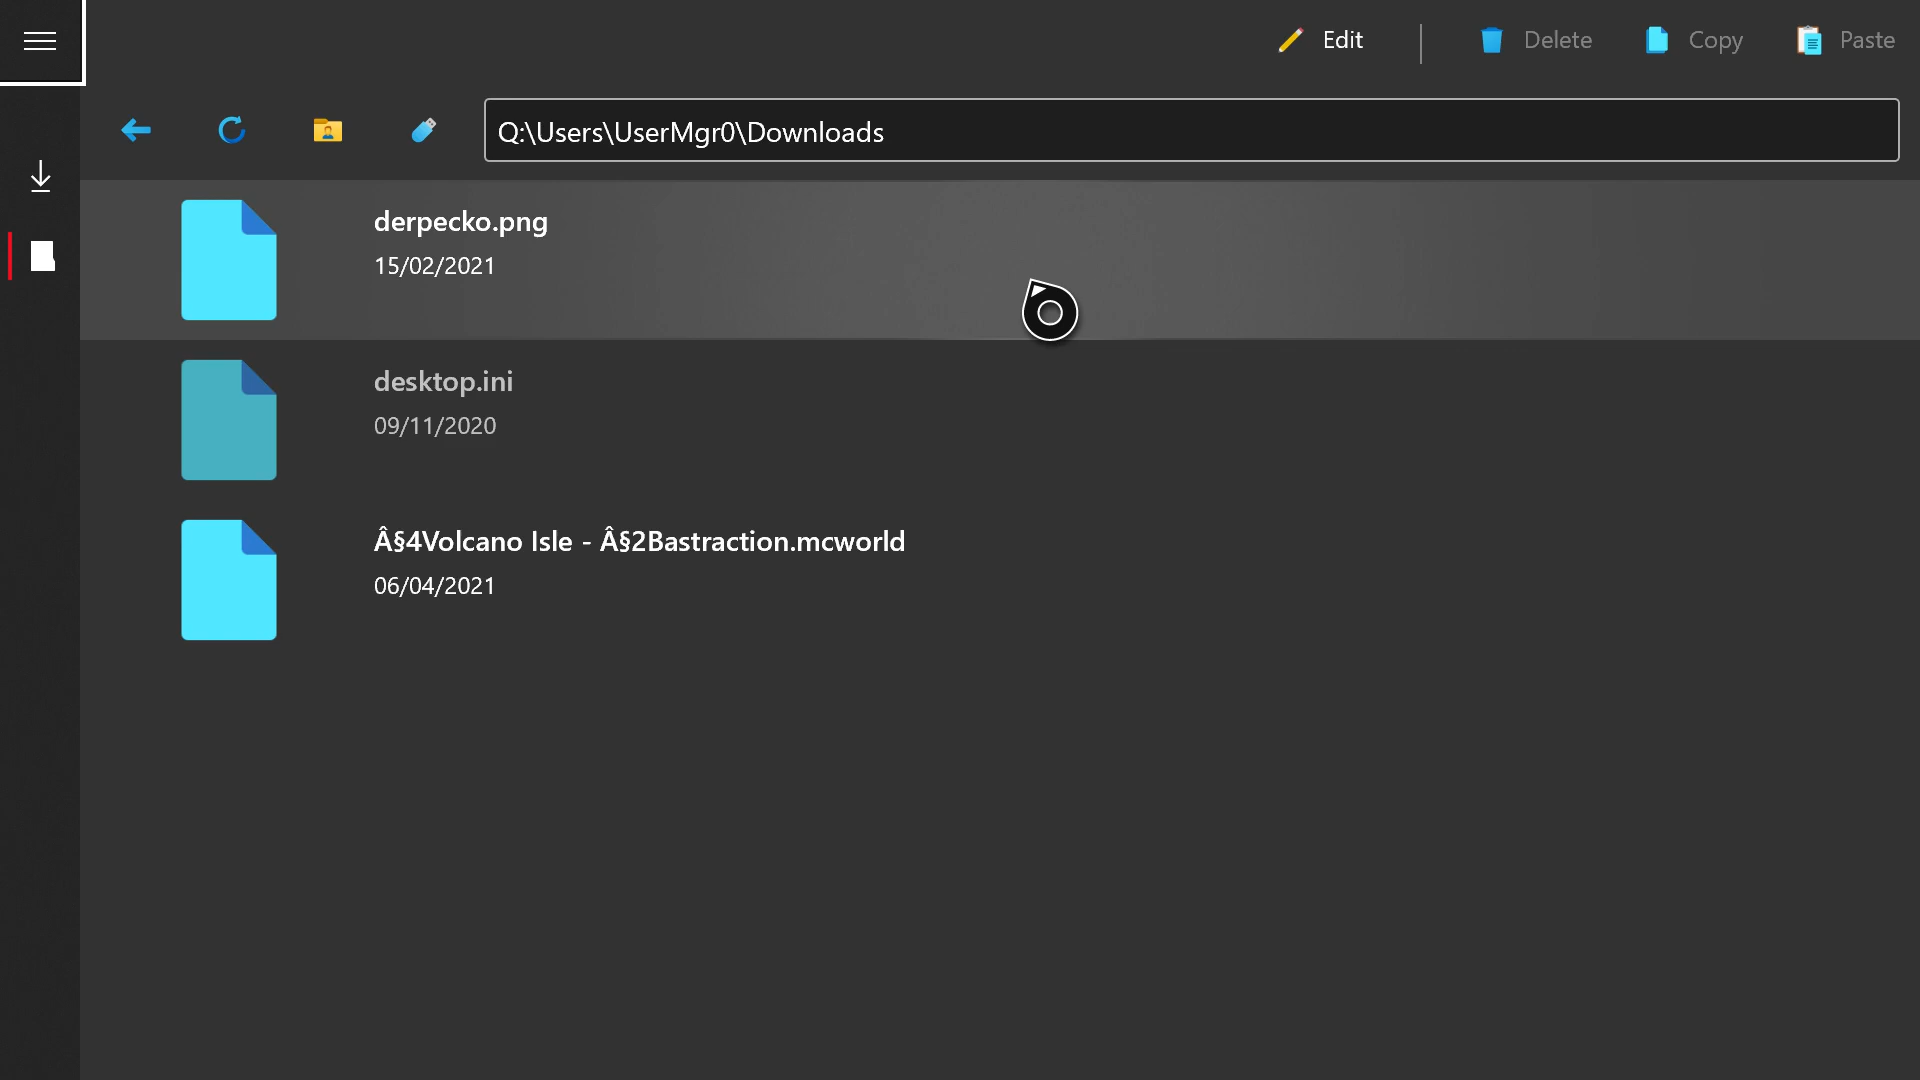 Edit
Delete
Copy
Paste
Q:\Users\UserMgr0\Downloads
derpecko.png
15/02/2021
desktop.ini
09/11/2020
Â§4Volcano Isle - Â§2Bastraction.mcworld
06/04/2021